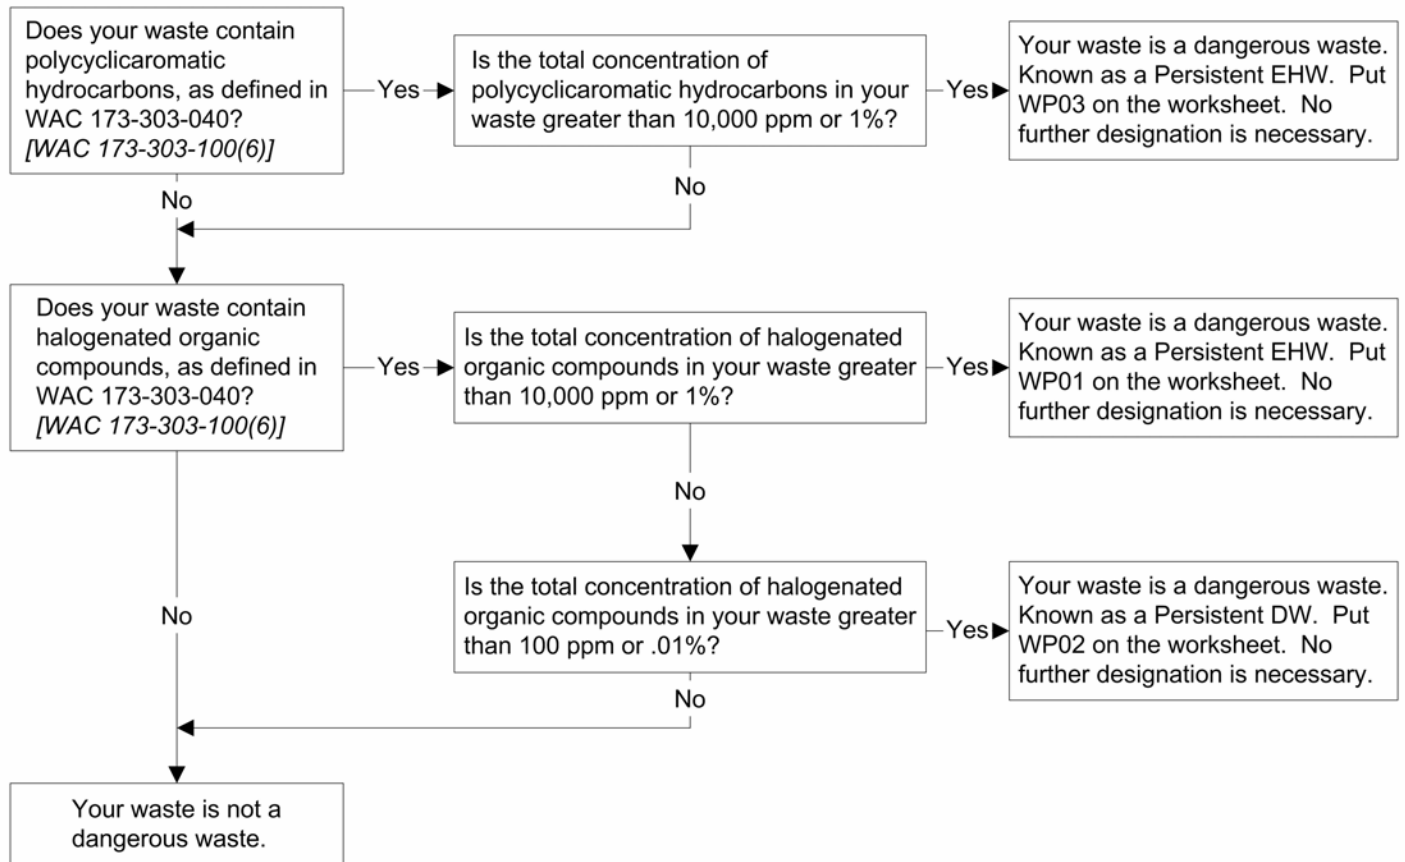 Does your waste contain
polycyclicaromatic
hydrocarbons, as defined in
WAC 173-303-040?
[WAC 173-303-100(6)]
Yes
Is the total concentration of
polycyclicaromatic hydrocarbons in your
waste greater than 10,000 ppm or 1%?
Yes
Your waste is a dangerous waste.
Known as a Persistent EHW. Put
WP03 on the worksheet. No
further designation is necessary.
No
No
Does your waste contain
halogenated organic
compounds, as defined in
WAC 173-303-040?
[WAC 173-303-100(6)]
Yes
Is the total concentration of halogenated
organic compounds in your waste greater
than 10,000 ppm or 1%?
Yes
Your waste is a dangerous waste.
Known as a Persistent EHW. Put
WP01 on the worksheet. No
further designation is necessary.
No
No
Is the total concentration of halogenated
organic compounds in your waste greater
than 100 ppm or .01%?
Yes
Your waste is a dangerous waste.
Known as a Persistent DW. Put
WP02 on the worksheet. No
further designation is necessary.
No
Your waste is not a
dangerous waste.